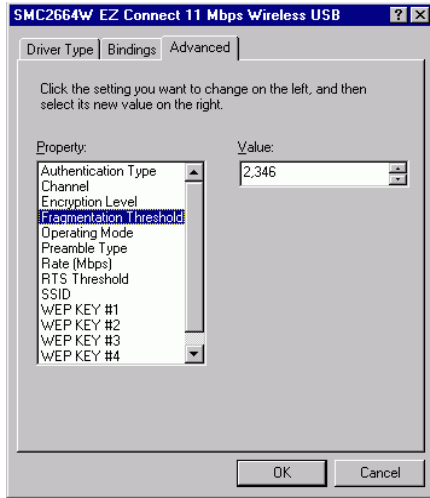 SMC2664W EZ Connect 11 Mbps Wireless USB
Driver Type Bindings Advanced
Click the setting you want to change on the left, and then
select its new value on the right.
Property:
Authentication Type
Channel
Encryption Level
Fragmentation Threshold
Operating Mode
Preamble Type
Rate (Mbps)
RTS Threshold
SSID
WEP KEY #1
WEP KEY #2
WEP KEY #3
WEP KEY #4
Value:
2,346
OK Cancel